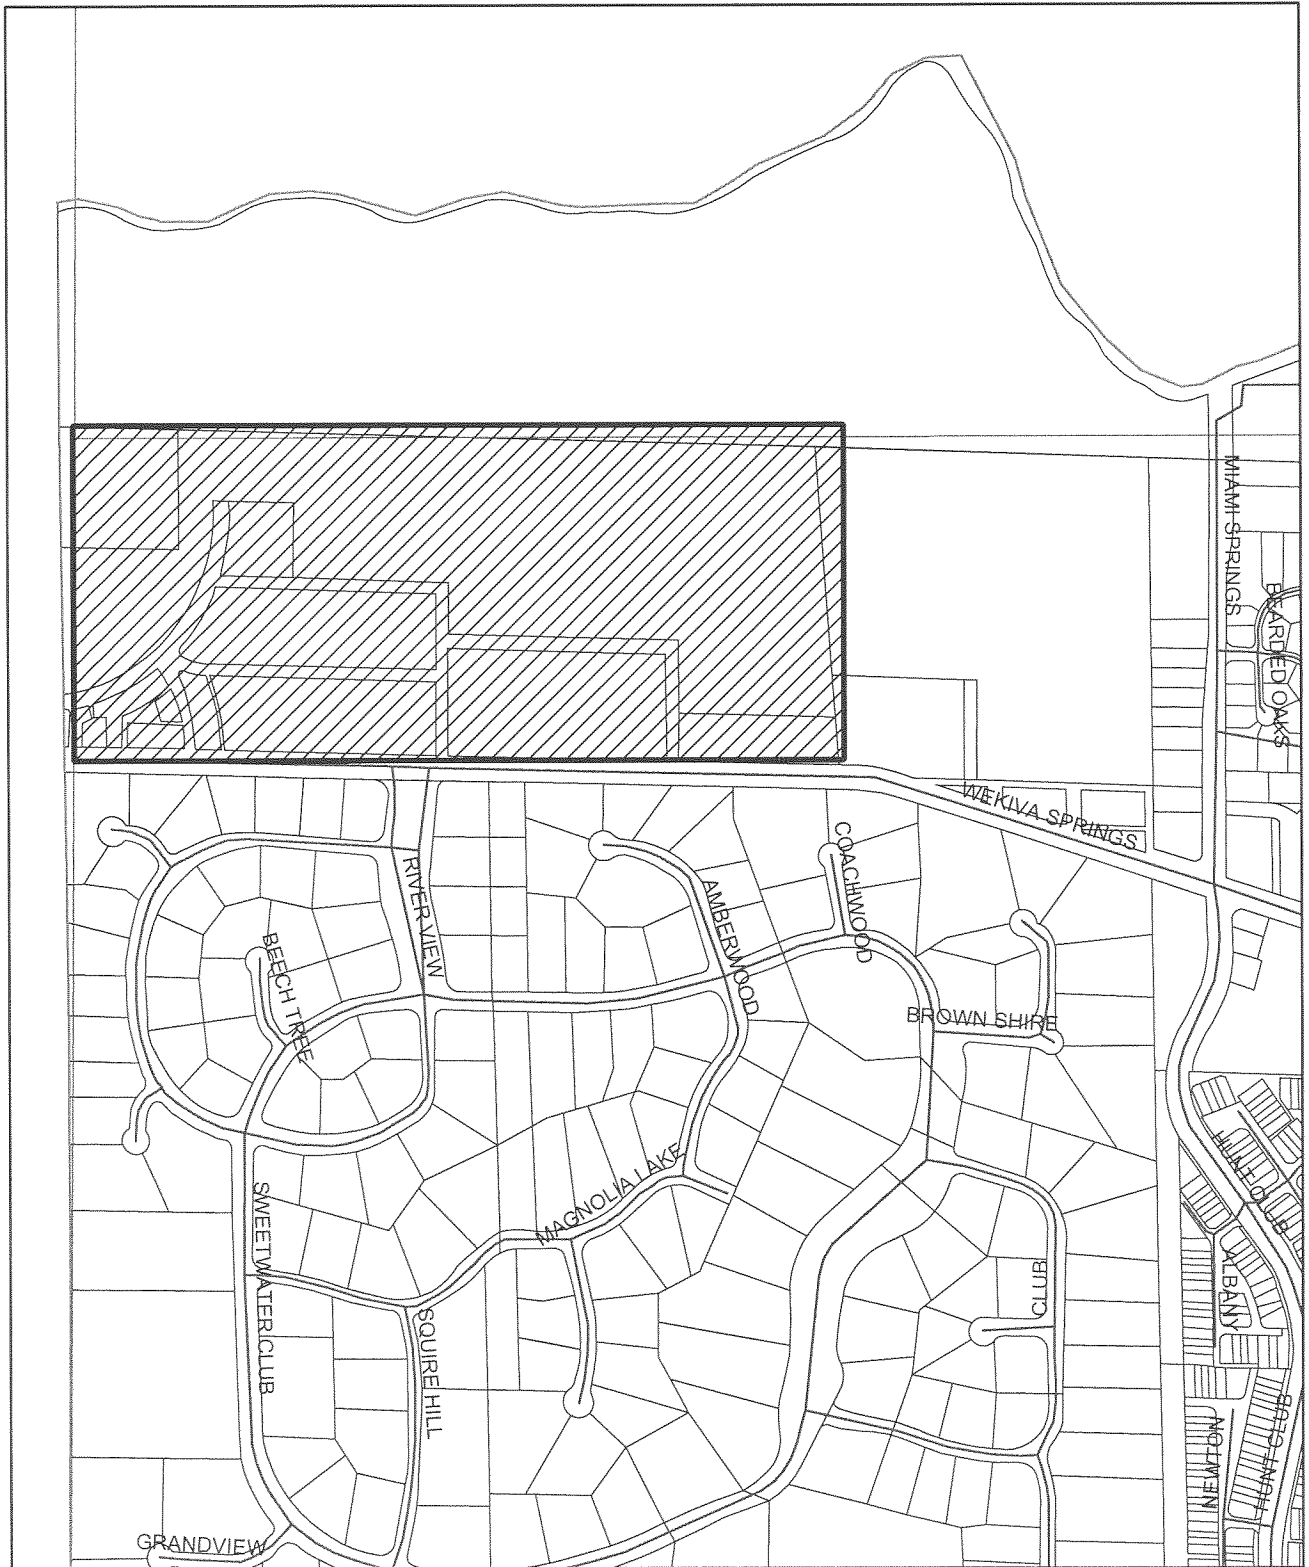 MIAMI SPRINGS
BEARDED OAKS
WEKIVA SPRINGS
COACHWOOD
RIVER VIEW
AMBERWOOD
BEECH TREE
BROWN SHIRE
HUNT CLUB
MAGNOLIA LAKE
SWEETWATER CLUB
ALBANY
CLUB
SQUIRE HILL
HUNT CLUB
NEWTON
GRANDVIEW